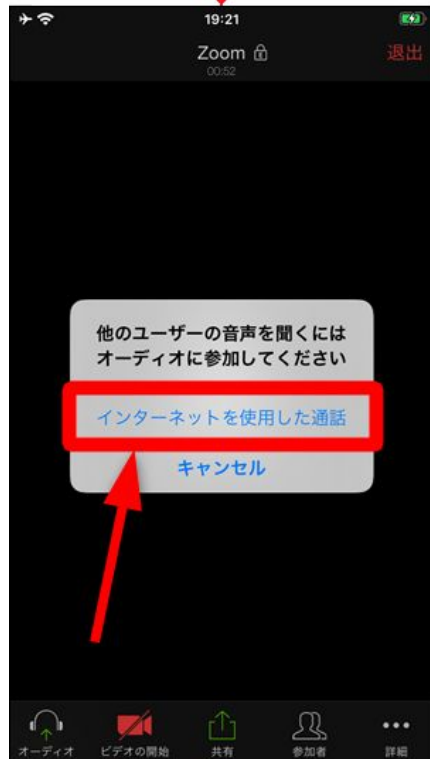 19:21
Zoom
退出
00:52
他のユーザーの音声を聞くには
オーディオに参加してください
インターネットを使用した通話
キャンセル
オーディオ ビデオの開始 共有 参加者 詳細